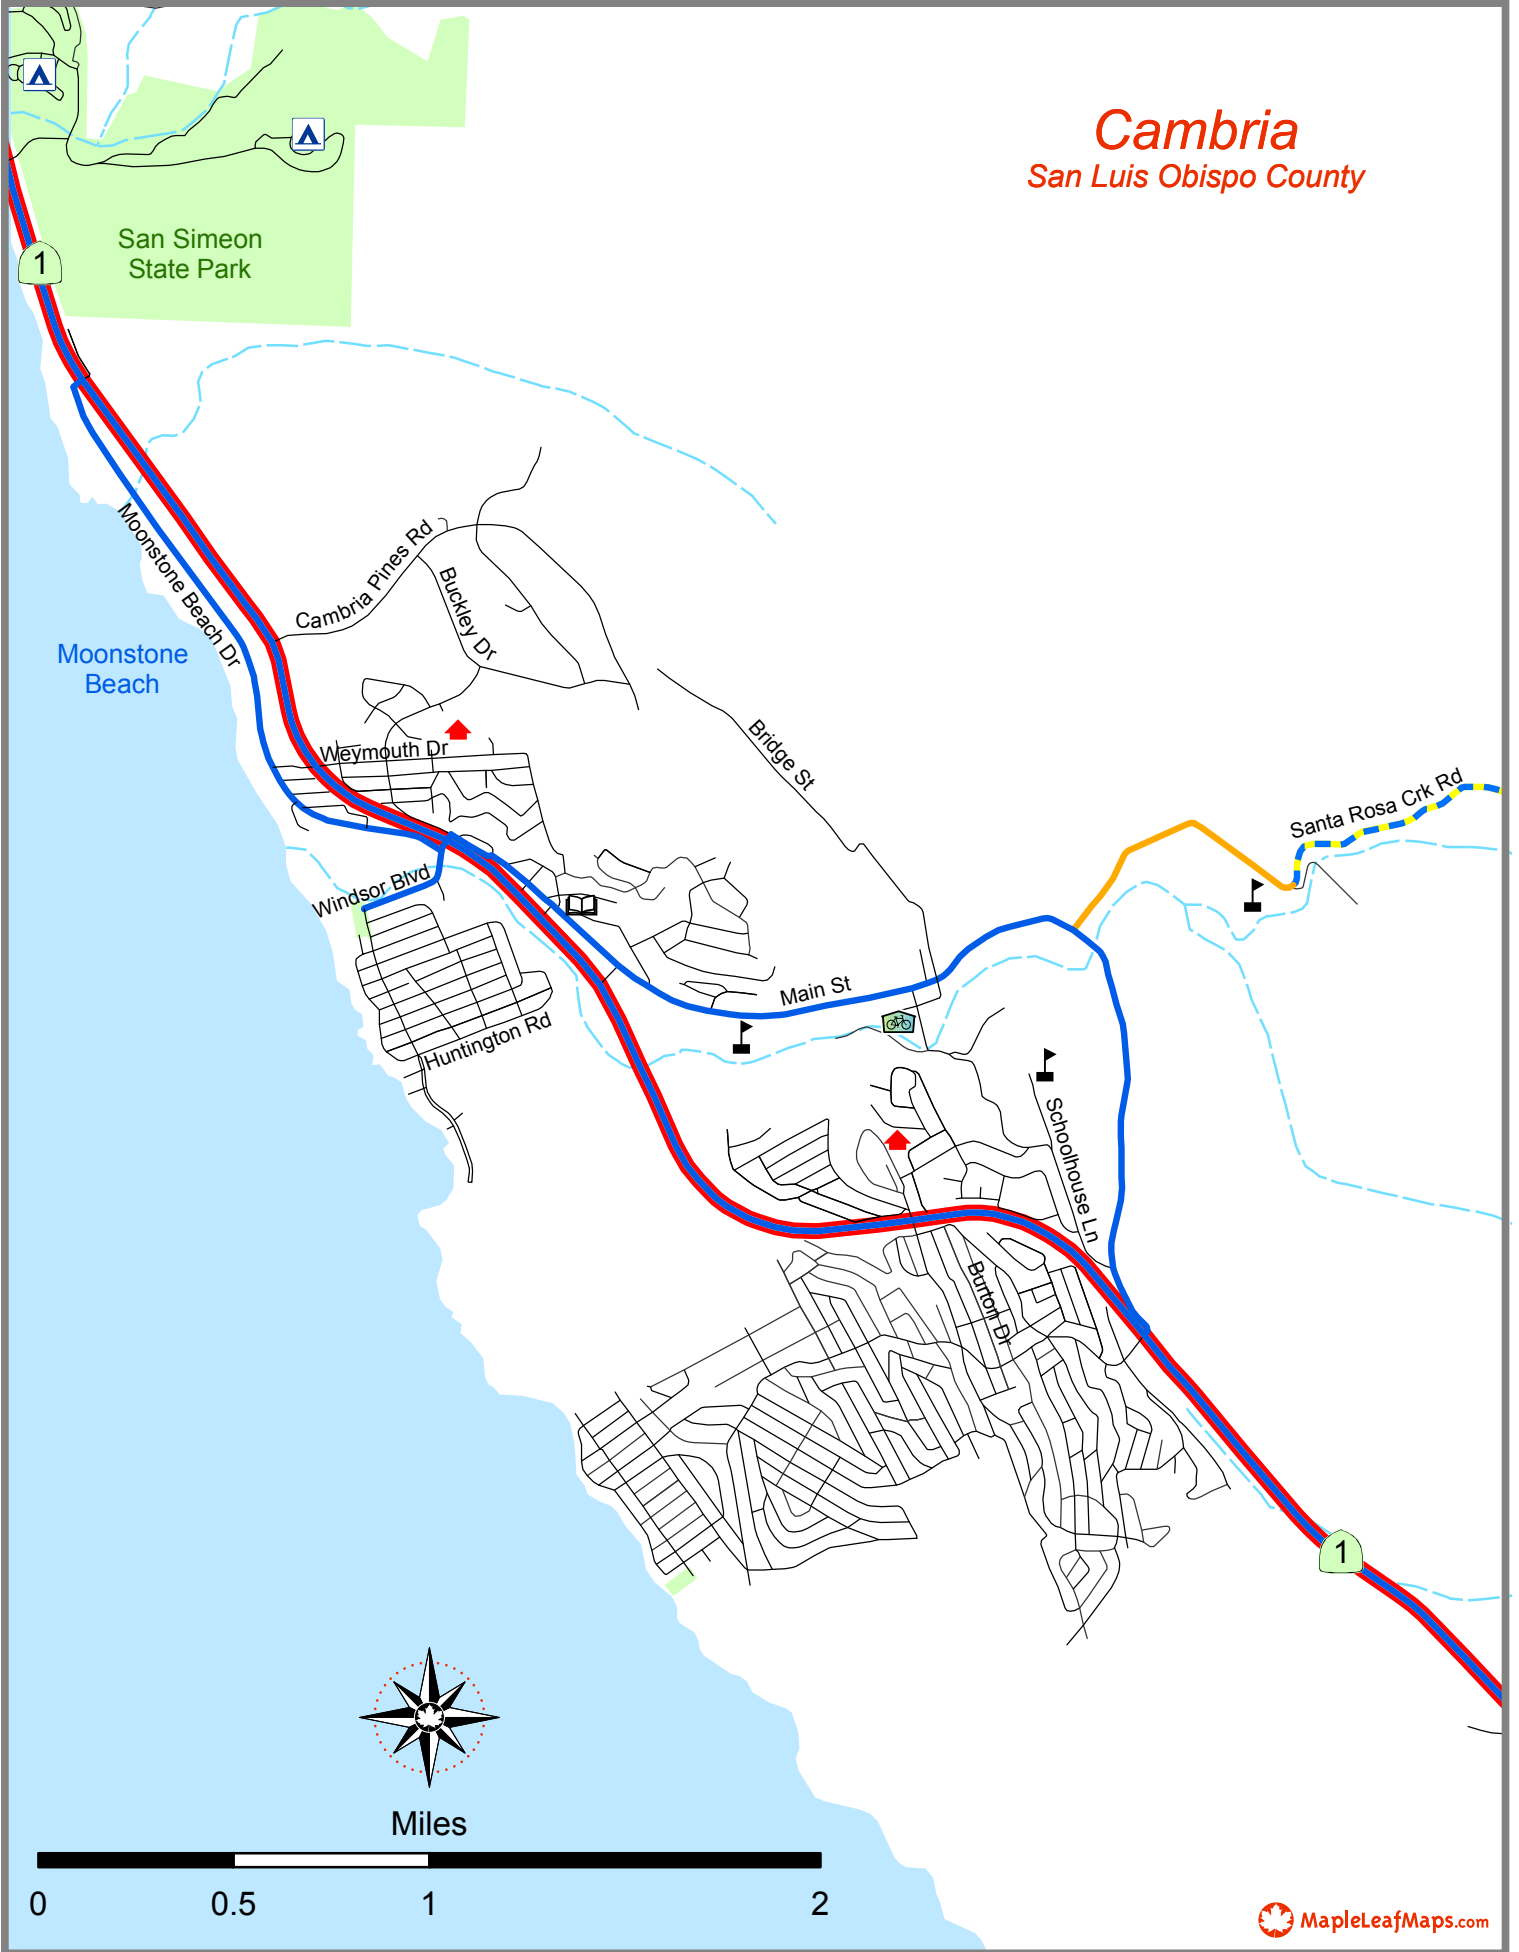 Cambria
San Luis Obispo County
San Simeon
State Park
1
Cambria Pines Rd
Buckley Dr
Moonstone Beach Dr
Moonstone
Beach
Weymouth Dr
Bridge St
Santa Rosa Crk Rd
Windsor Blvd
Main St
Huntington Rd
Schoolhouse Ln
Burton Dr
1
Miles
0 0.5 1 2
MapleLeafMaps.com